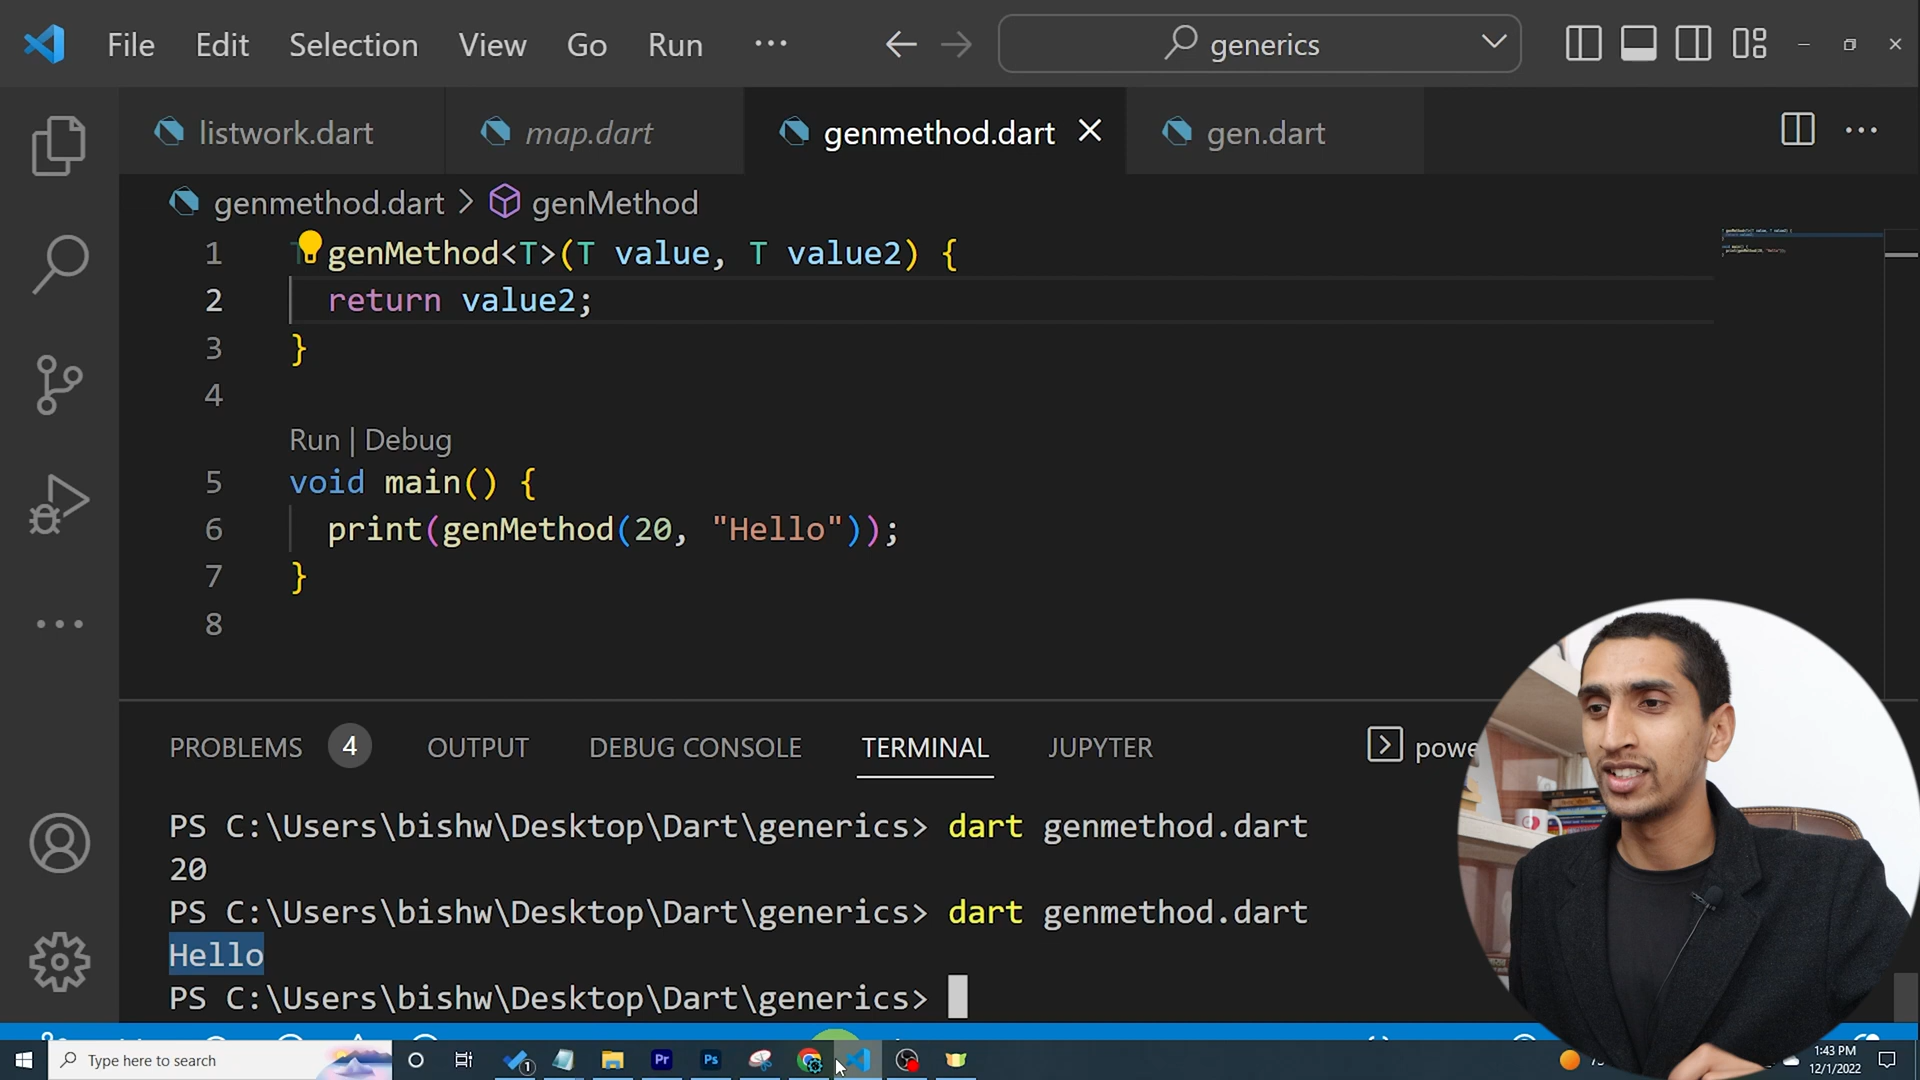 File Edit Selection View Go Run ··· generics
listwork.dart map.dart genmethod.dart gen.dart
genmethod.dart > genMethod
1 T genMethod<T>(T value, T value2) {
2 return value2;
3 }
4
Run | Debug
5 void main() {
6 print(genMethod(20, "Hello"));
7 }
8
PROBLEMS 4 OUTPUT DEBUG CONSOLE TERMINAL JUPYTER
PS C:\Users\bishw\Desktop\Dart\generics> dart genmethod.dart
20
PS C:\Users\bishw\Desktop\Dart\generics> dart genmethod.dart
Hello
PS C:\Users\bishw\Desktop\Dart\generics>
Type here to search 1 Pr Ps 1:43 PM
12/1/2022